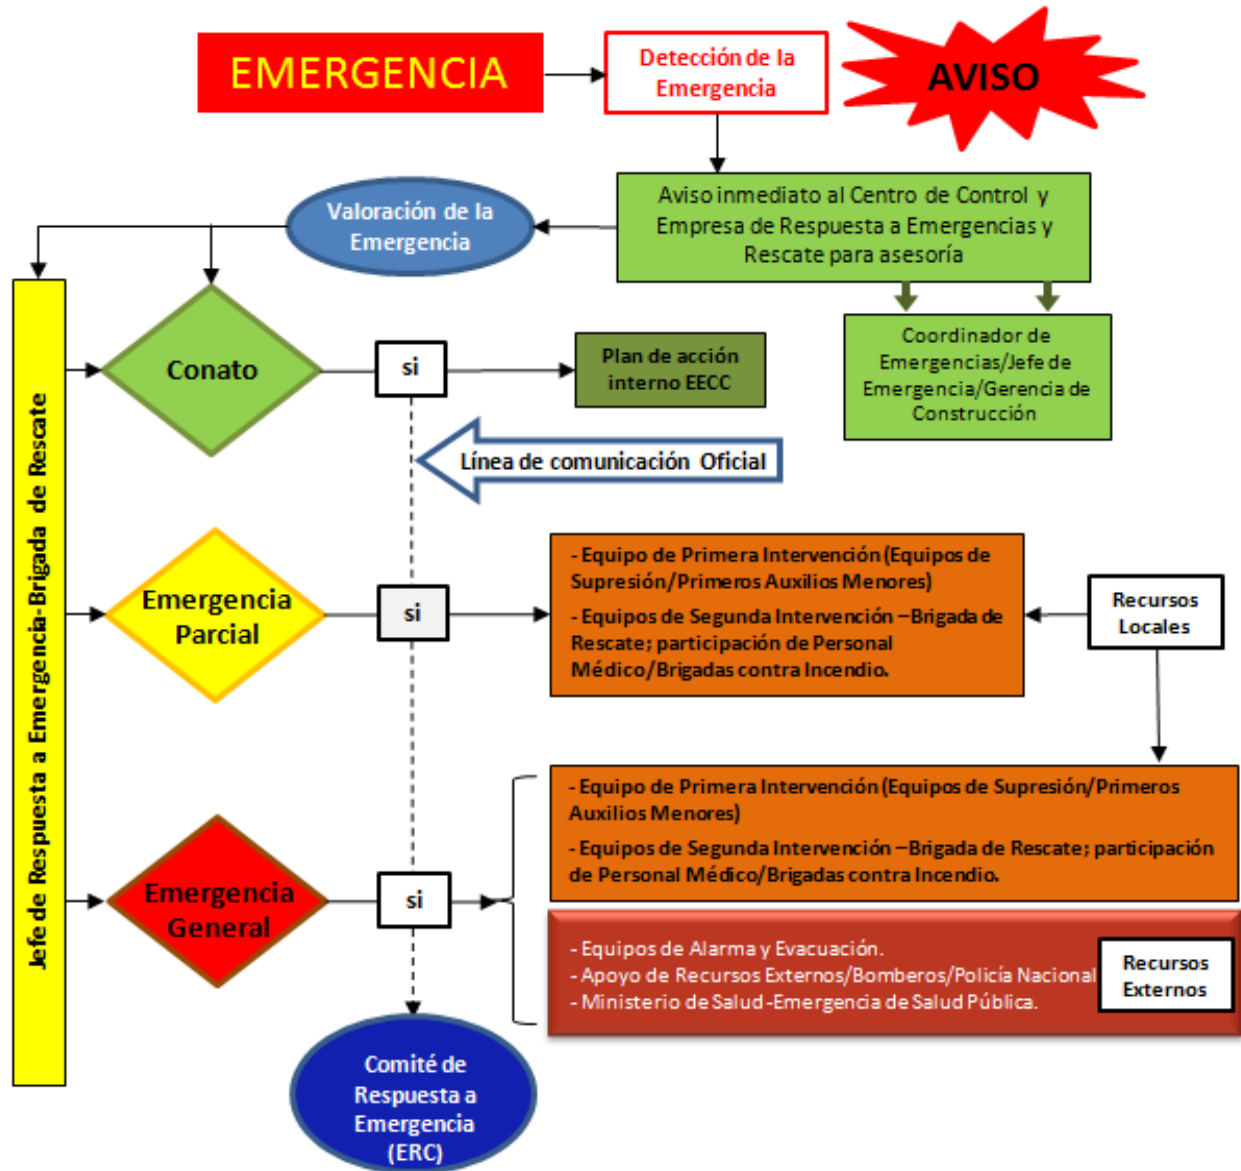 EMERGENCIA
Detección de la
Emergencia
AVISO
Aviso inmediato al Centro de Control y
Empresa de Respuesta a Emergencias y
Rescate para asesoría
Valoración de la
Emergencia
Coordinador de
Emergencias/Jefe de
Emergencia/Gerencia de
Construcción
Jefe de Respuesta a Emergencia-Brigada de Rescate
Conato
si
Plan de acción
interno EECC
Línea de comunicación Oficial
Emergencia
Parcial
si
- Equipo de Primera Intervención (Equipos de
Supresión/Primeros Auxilios Menores)
- Equipos de Segunda Intervención –Brigada de
Rescate; participación de Personal
Médico/Brigadas contra Incendio.
Recursos
Locales
Emergencia
General
si
- Equipo de Primera Intervención (Equipos de Supresión/Primeros
Auxilios Menores)
- Equipos de Segunda Intervención –Brigada de Rescate; participación
de Personal Médico/Brigadas contra Incendio.
- Equipos de Alarma y Evacuación.
- Apoyo de Recursos Externos/Bomberos/Policía Nacional
- Ministerio de Salud -Emergencia de Salud Pública.
Recursos
Externos
Comité de
Respuesta a
Emergencia
(ERC)